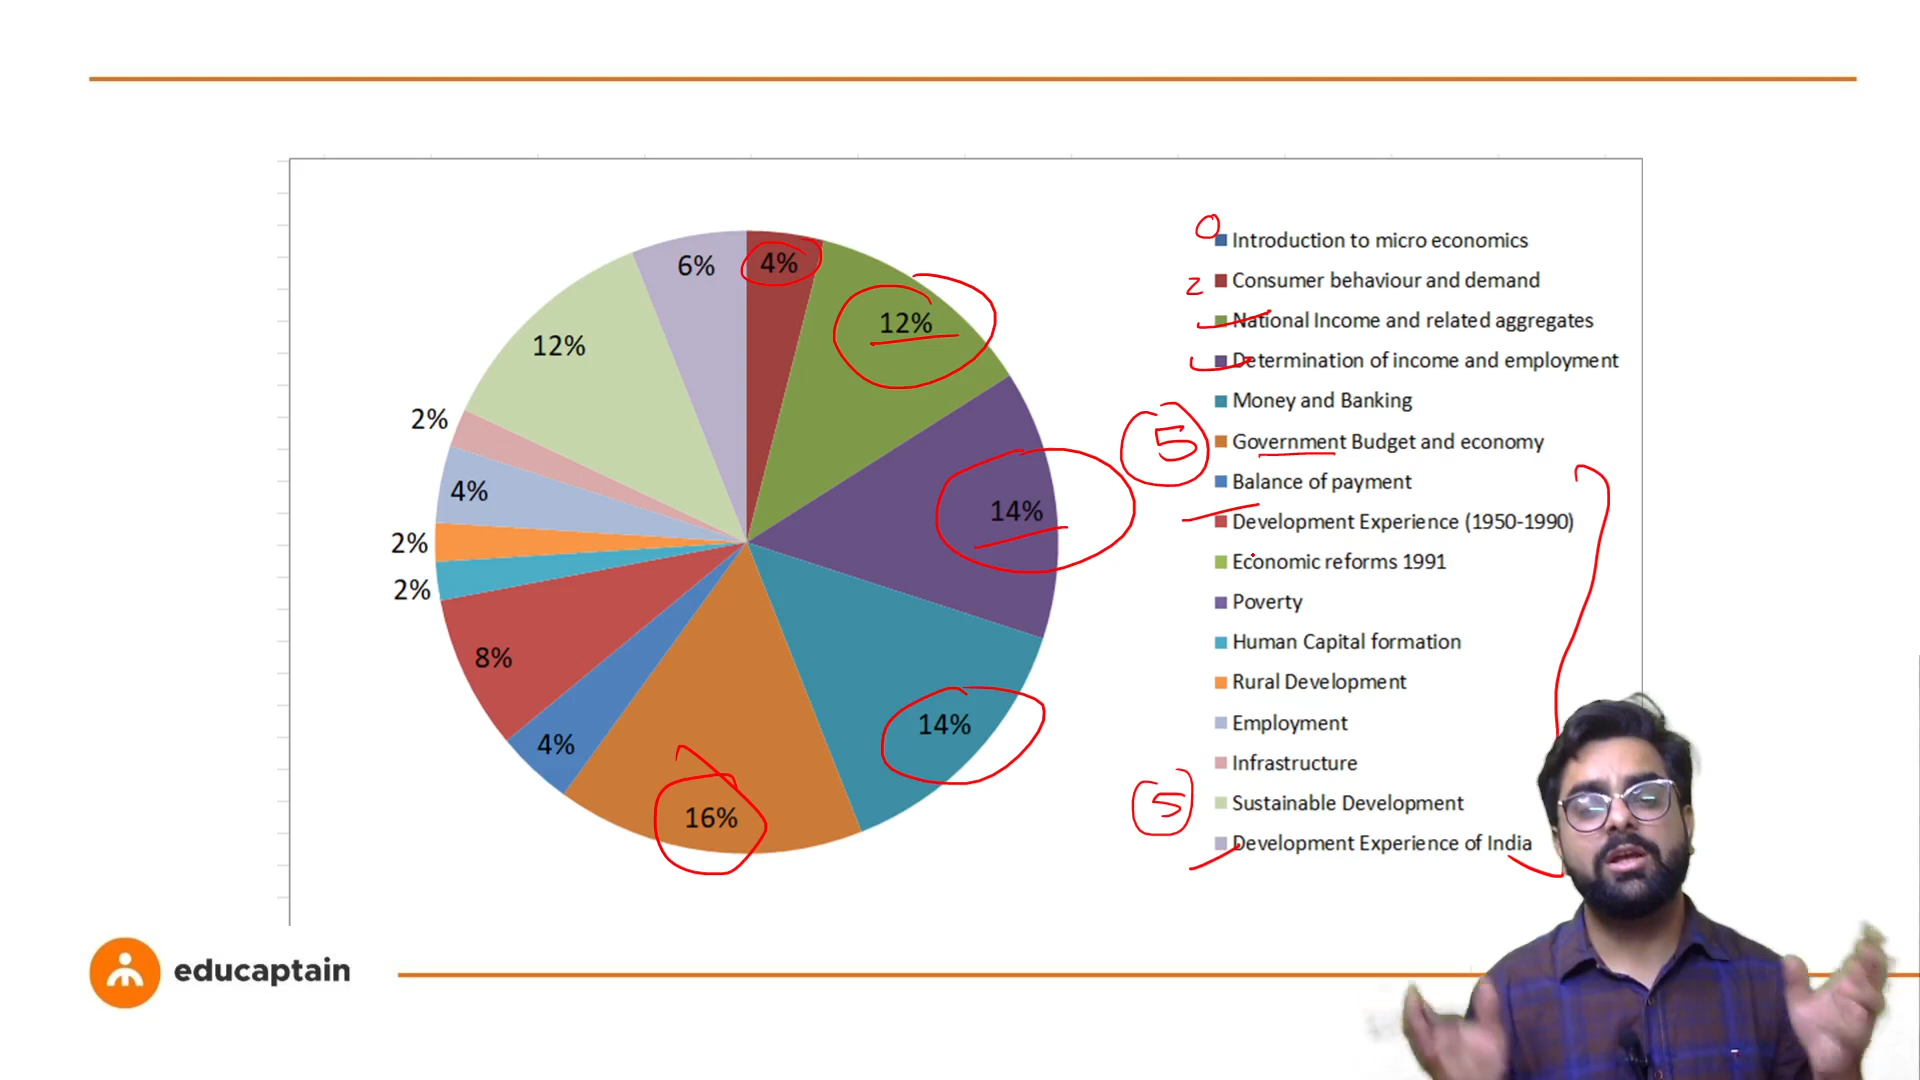 6%
4%
12%
12%
14%
2%
4%
2%
2%
8%
4%
14%
16%
0
Introduction to micro economics
2
Consumer behaviour and demand
National Income and related aggregates
Determination of income and employment
Money and Banking
5
Government Budget and economy
Balance of payment
Development Experience (1950-1990)
Economic reforms 1991
Poverty
Human Capital formation
Rural Development
Employment
Infrastructure
5
Sustainable Development
Development Experience of India
educaptain